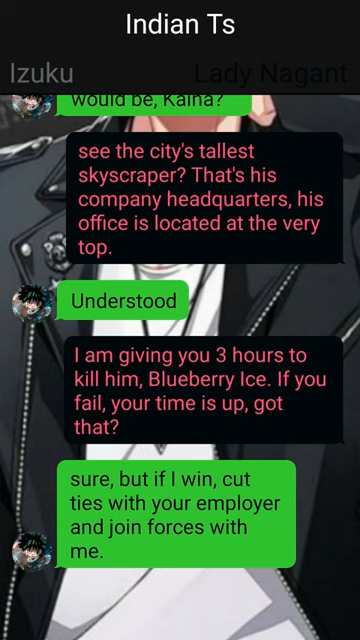 Indian Ts
Izuku
Lady Nagant
would be, Kaina?
see the city's tallest
skyscraper? That's his
company headquarters, his
office is located at the very
top.
Understood
I am giving you 3 hours to
kill him, Blueberry Ice. If you
fail, your time is up, got
that?
sure, but if I win, cut
ties with your employer
and join forces with
me.